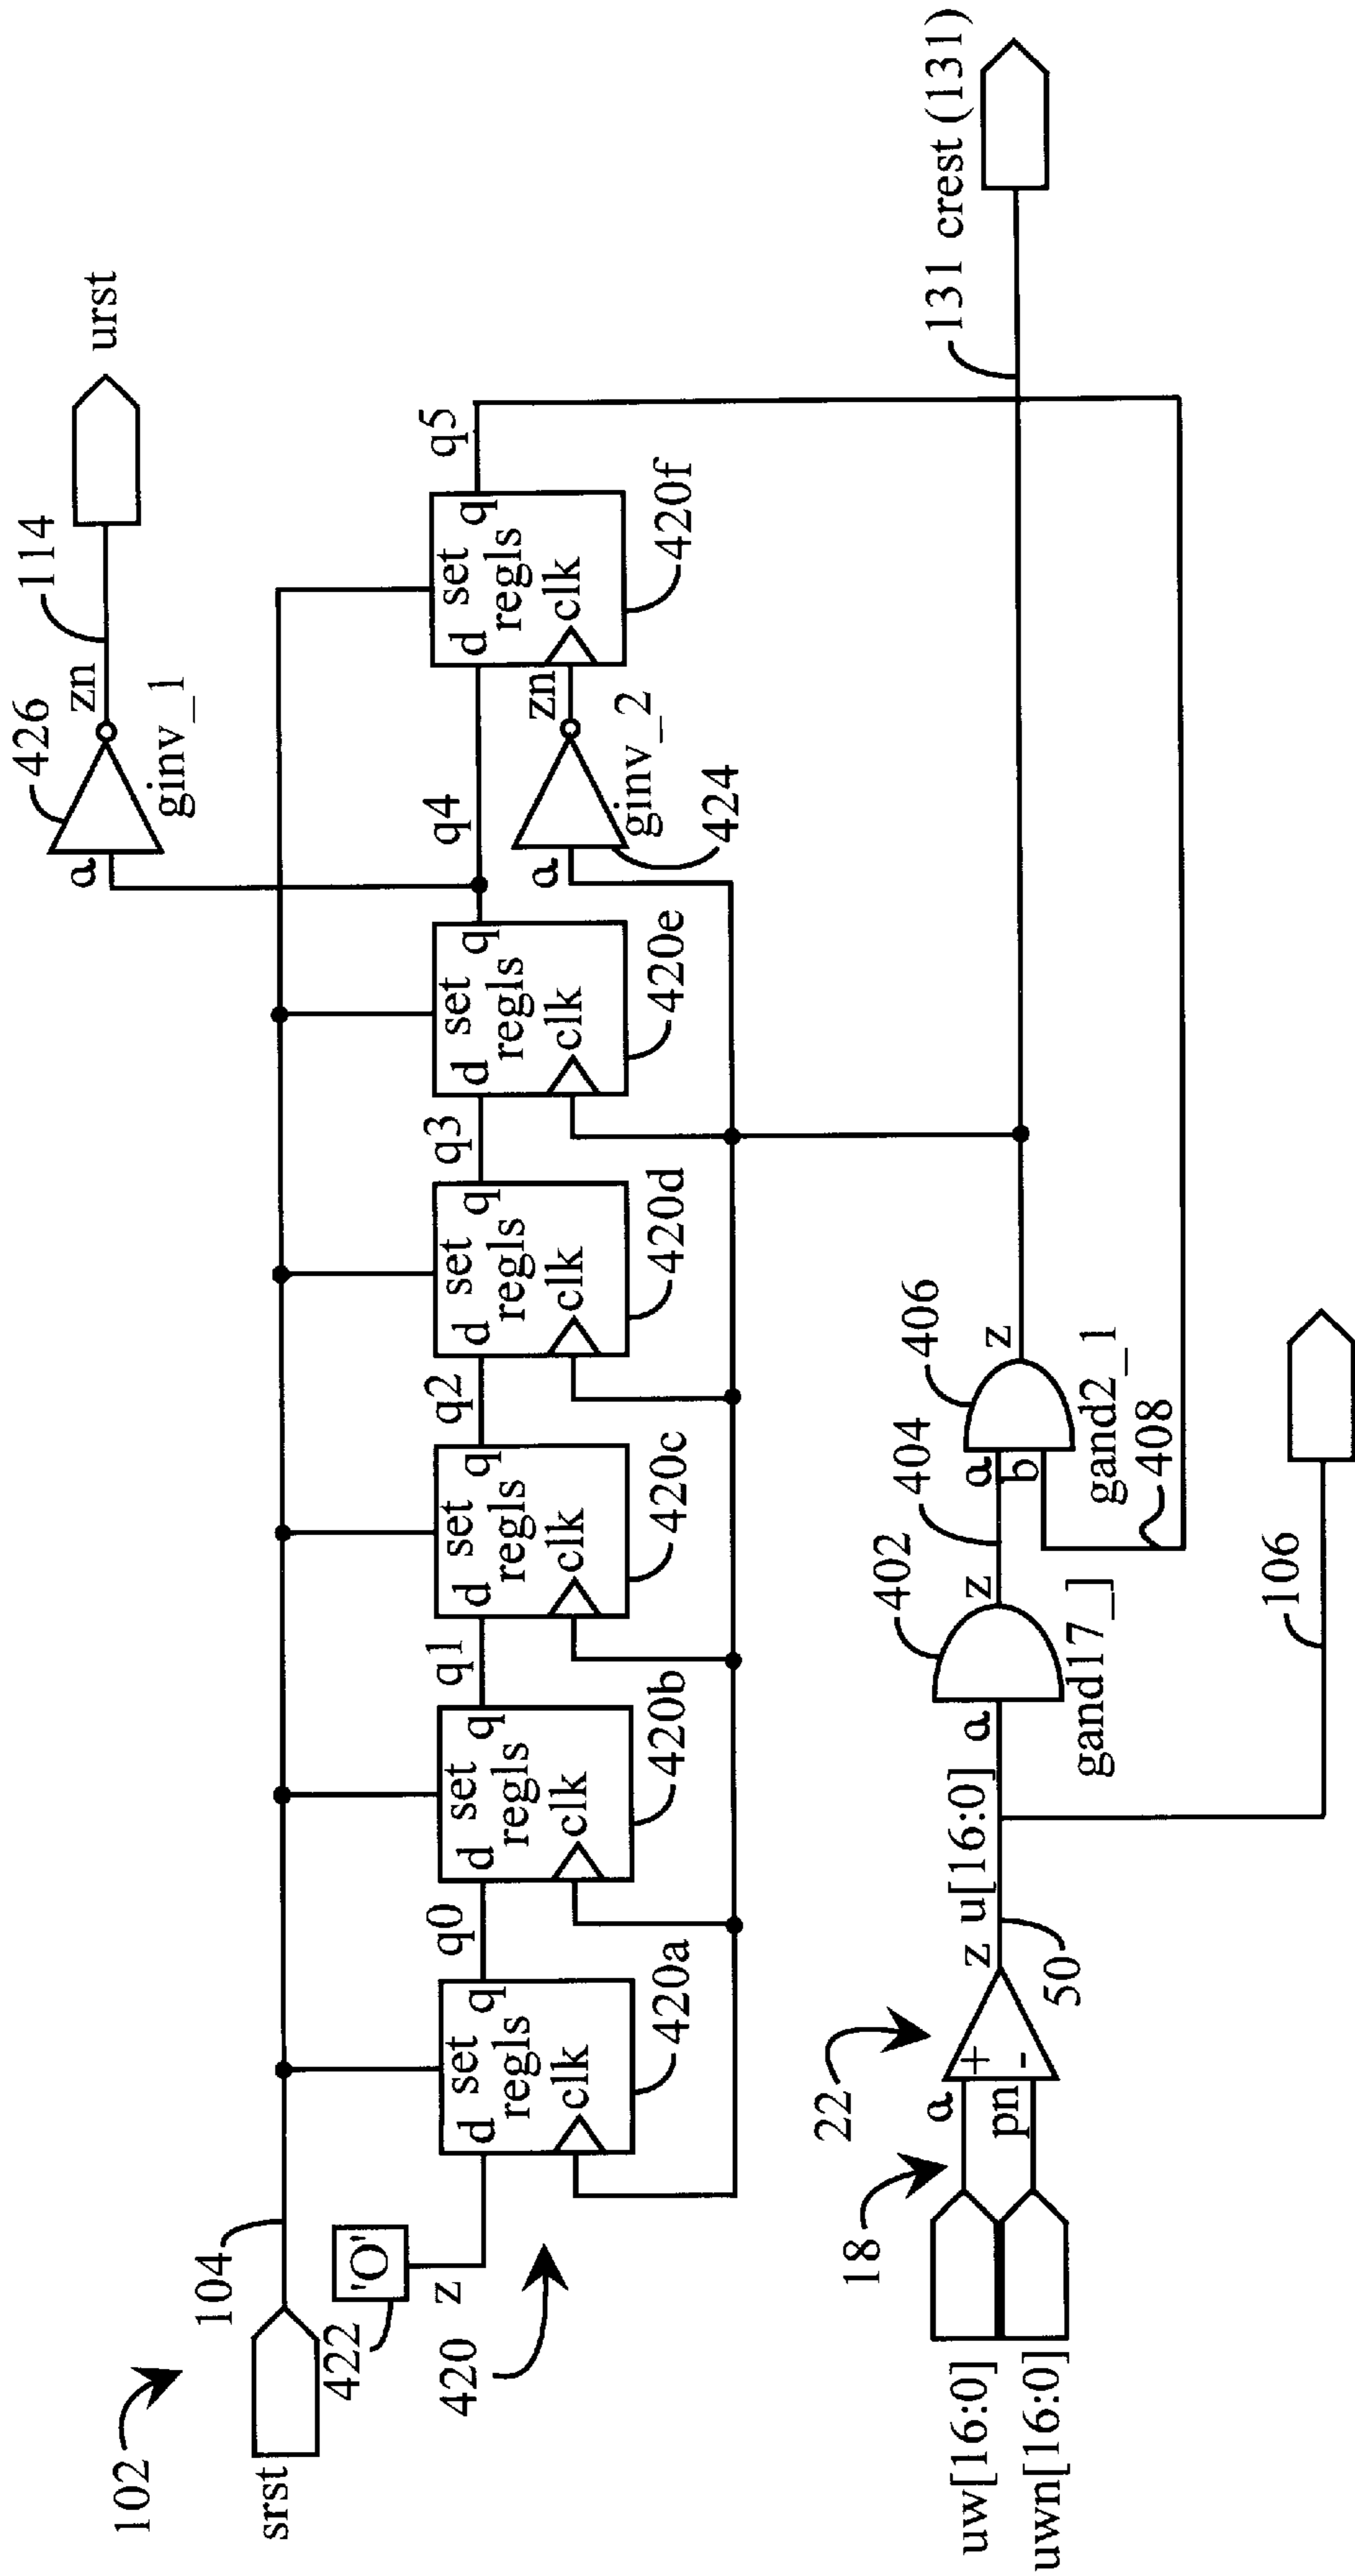 102
srst
104
422
'O'
z
420
d set q
regls
clk
420a
q0
d set q
regls
clk
420b
q1
d set q
regls
clk
420c
q2
d set q
regls
clk
420d
q3
d set q
regls
clk
420e
q4
a
426
zn
ginv_1
114
urst
a
zn
ginv_2
424
d set q
regls
clk
420f
q5
uw[16:0]
uwn[16:0]
18
a
pn
22
+
-
z
50
u[16:0]
a
402
gand17_]
z
404
a
b
406
gand2_1
408
z
106
131 crest (131)